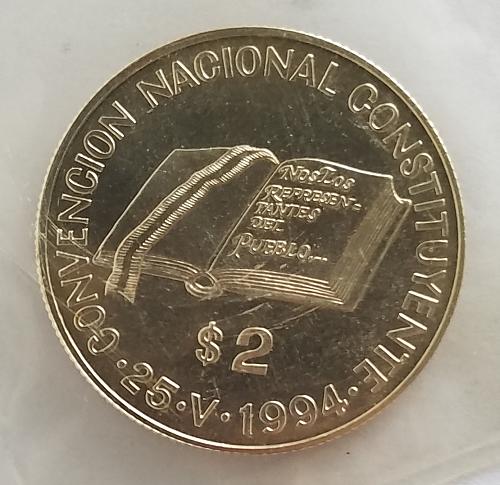 CONVENCION NACIONAL CONSTITUYENTE
NOS LOS
REPRESEN-
TANTES
DEL
PUEBLO,...
$2
·25·V·1994·